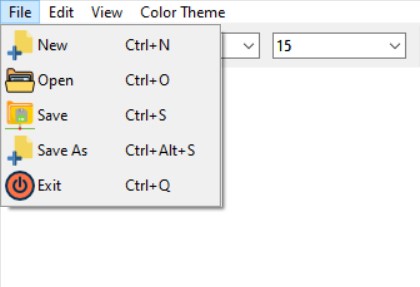 File Edit View Color Theme
New Ctrl+N 15
Open Ctrl+O
Save Ctrl+S
Save As Ctrl+Alt+S
Exit Ctrl+Q